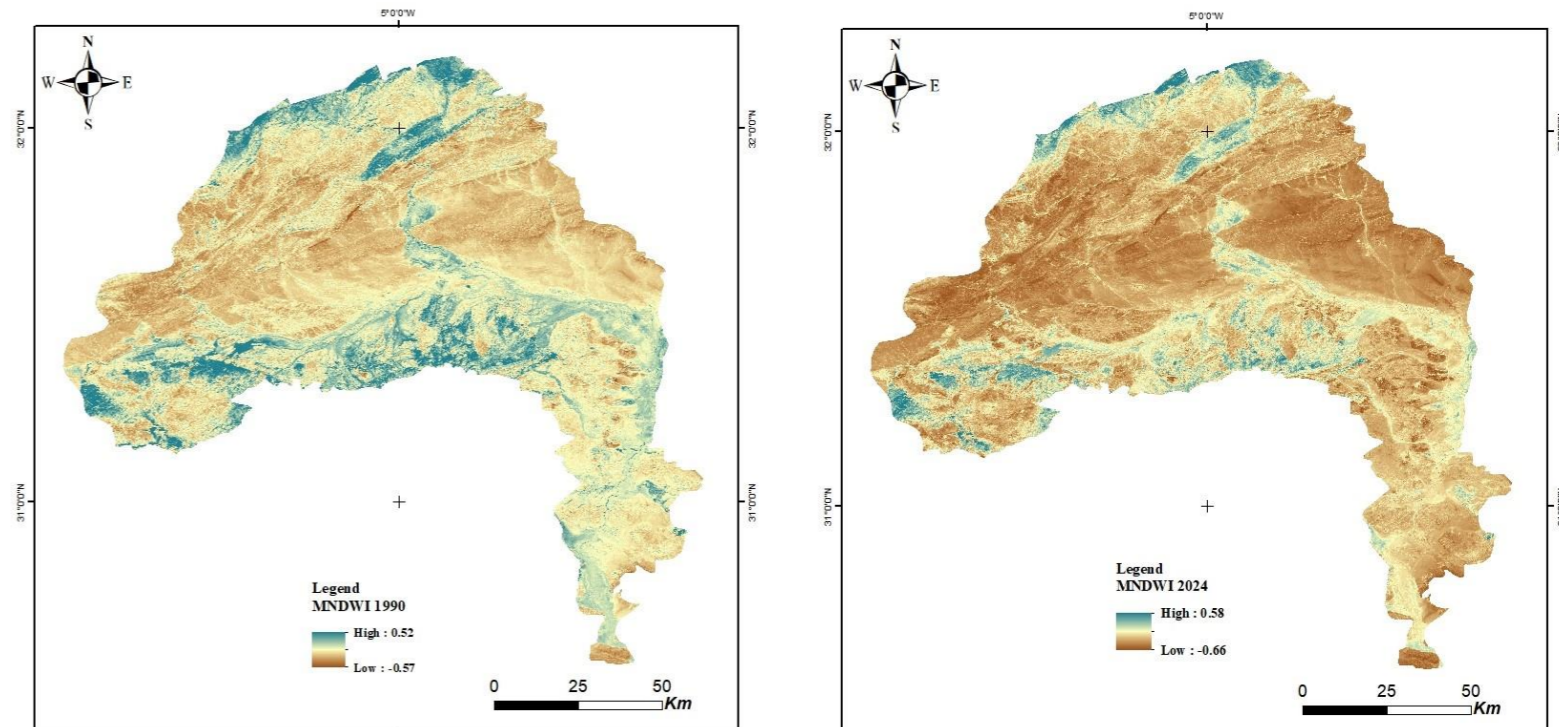 5°0'0"W
N
W
E
S
32°0'0"N
32°0'0"N
31°0'0"N
31°0'0"N
Legend
MNDWI 1990
High : 0.52
Low : -0.57
0 25 50
Km
5°0'0"W
N
W
E
S
32°0'0"N
31°0'0"N
Legend
MNDWI 2024
High : 0.58
Low : -0.66
0 25 50
Km